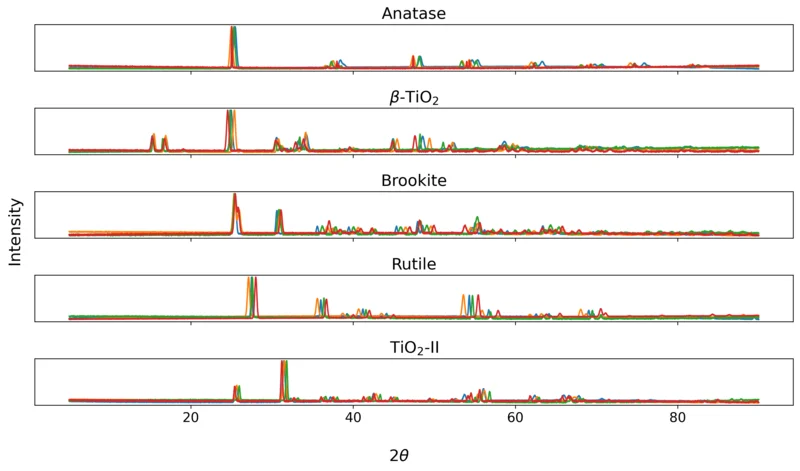 Anatase
β-TiO₂
Brookite
Intensity
Rutile
TiO₂-II
20 40 60 80
2θ